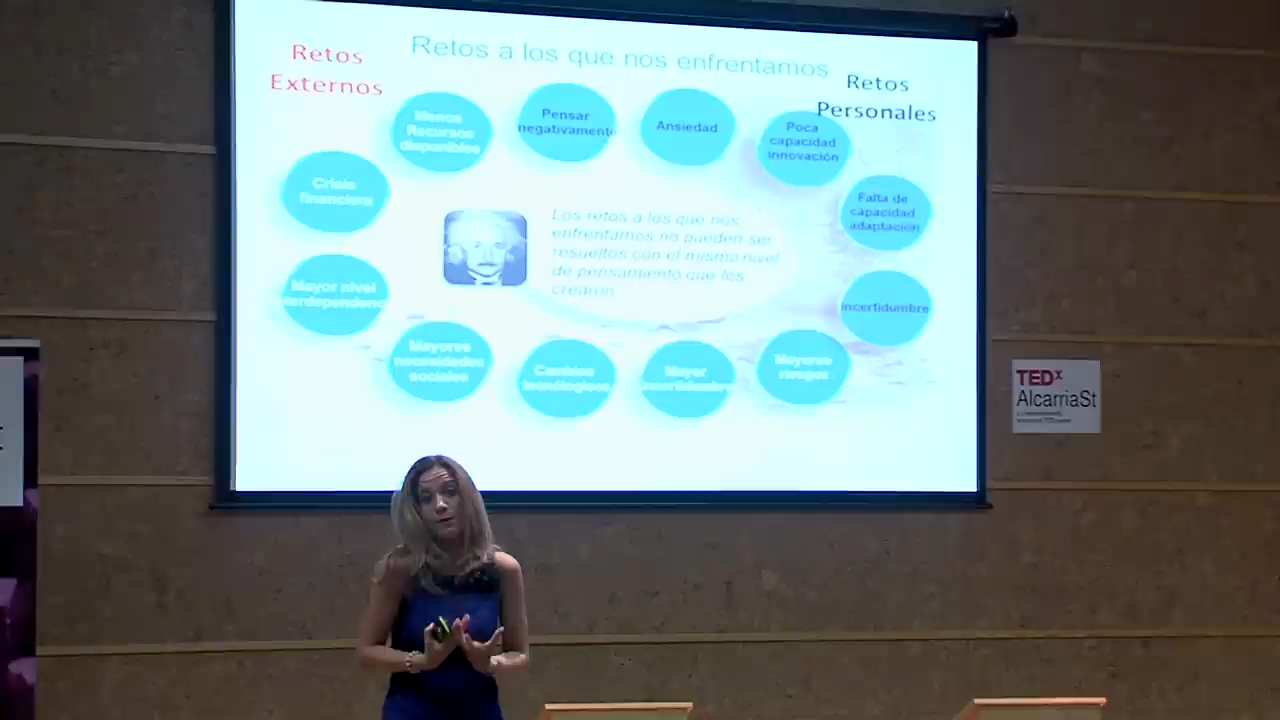 Retos
Externos
Retos a los que nos enfrentamos
Retos
Personales
Menos
Recursos
disponibles
Pensar
negativamente
Ansiedad
Poca
capacidad
innovación
Crisis
financiera
Falta de
capacidad
adaptación
Los retos a los que nos
enfrentamos no pueden ser
resueltos con el mismo nivel
de pensamiento que los
crearon
Mayor nivel
Incertidumbre
Mayores
necesidades
sociales
Cambios
tecnológicos
Mayor
incertidumbre
Mayores
riesgos
TEDx
AlcarriaSt